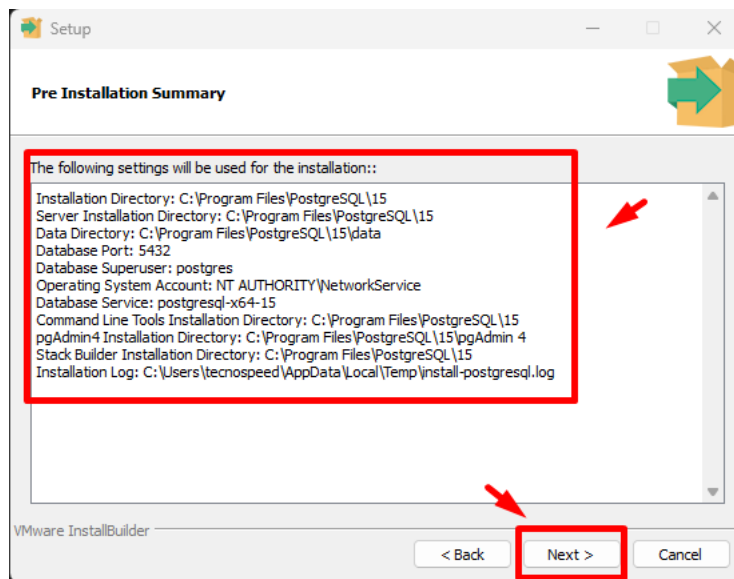 Setup
Pre Installation Summary
The following settings will be used for the installation::
Installation Directory: C:\Program Files\PostgreSQL\15
Server Installation Directory: C:\Program Files\PostgreSQL\15
Data Directory: C:\Program Files\PostgreSQL\15\data
Database Port: 5432
Database Superuser: postgres
Operating System Account: NT AUTHORITY\NetworkService
Database Service: postgresql-x64-15
Command Line Tools Installation Directory: C:\Program Files\PostgreSQL\15
pgAdmin4 Installation Directory: C:\Program Files\PostgreSQL\15\pgAdmin 4
Stack Builder Installation Directory: C:\Program Files\PostgreSQL\15
Installation Log: C:\Users\tecnospeed\AppData\Local\Temp\install-postgresql.log
VMware InstallBuilder
< Back Next > Cancel